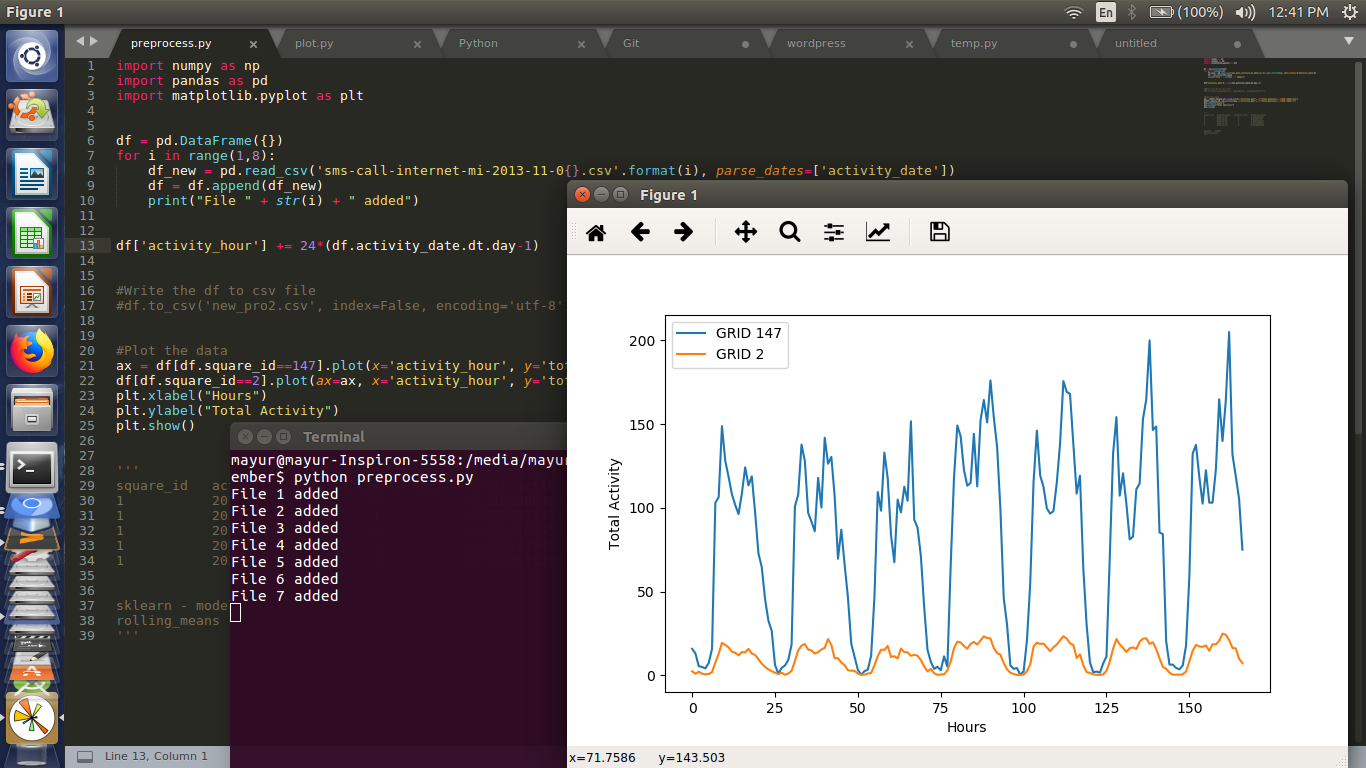 Figure 1
En
(100%)
12:41 PM
preprocess.py
plot.py
Python
Git
wordpress
temp.py
untitled
1 import numpy as np
2 import pandas as pd
3 import matplotlib.pyplot as plt
4
5
6 df = pd.DataFrame({})
7 for i in range(1,8):
8 df_new = pd.read_csv('sms-call-internet-mi-2013-11-0{}.csv'.format(i), parse_dates=['activity_date'])
9 df = df.append(df_new)
10 print("File " + str(i) + " added")
11
12
13 df['activity_hour'] += 24*(df.activity_date.dt.day-1)
14
15
16 #Write the df to csv file
17 #df.to_csv('new_pro2.csv', index=False, encoding='utf-8'
18
19
20 #Plot the data
21 ax = df[df.square_id==147].plot(x='activity_hour', y='tot
22 df[df.square_id==2].plot(ax=ax, x='activity_hour', y='tot
23 plt.xlabel("Hours")
24 plt.ylabel("Total Activity")
25 plt.show()
26
27
28 '''
29 square_id ac
30 1 20
31 1 20
32 1 20
33 1 20
34 1 20
35
36
37 sklearn - mode
38 rolling_means
39 '''
Line 13, Column 1
Terminal
mayur@mayur-Inspiron-5558:/media/mayur
ember$ python preprocess.py
File 1 added
File 2 added
File 3 added
File 4 added
File 5 added
File 6 added
File 7 added
Figure 1
GRID 147
GRID 2
200
150
100
50
0
Total Activity
0 25 50 75 100 125 150
Hours
x=71.7586 y=143.503